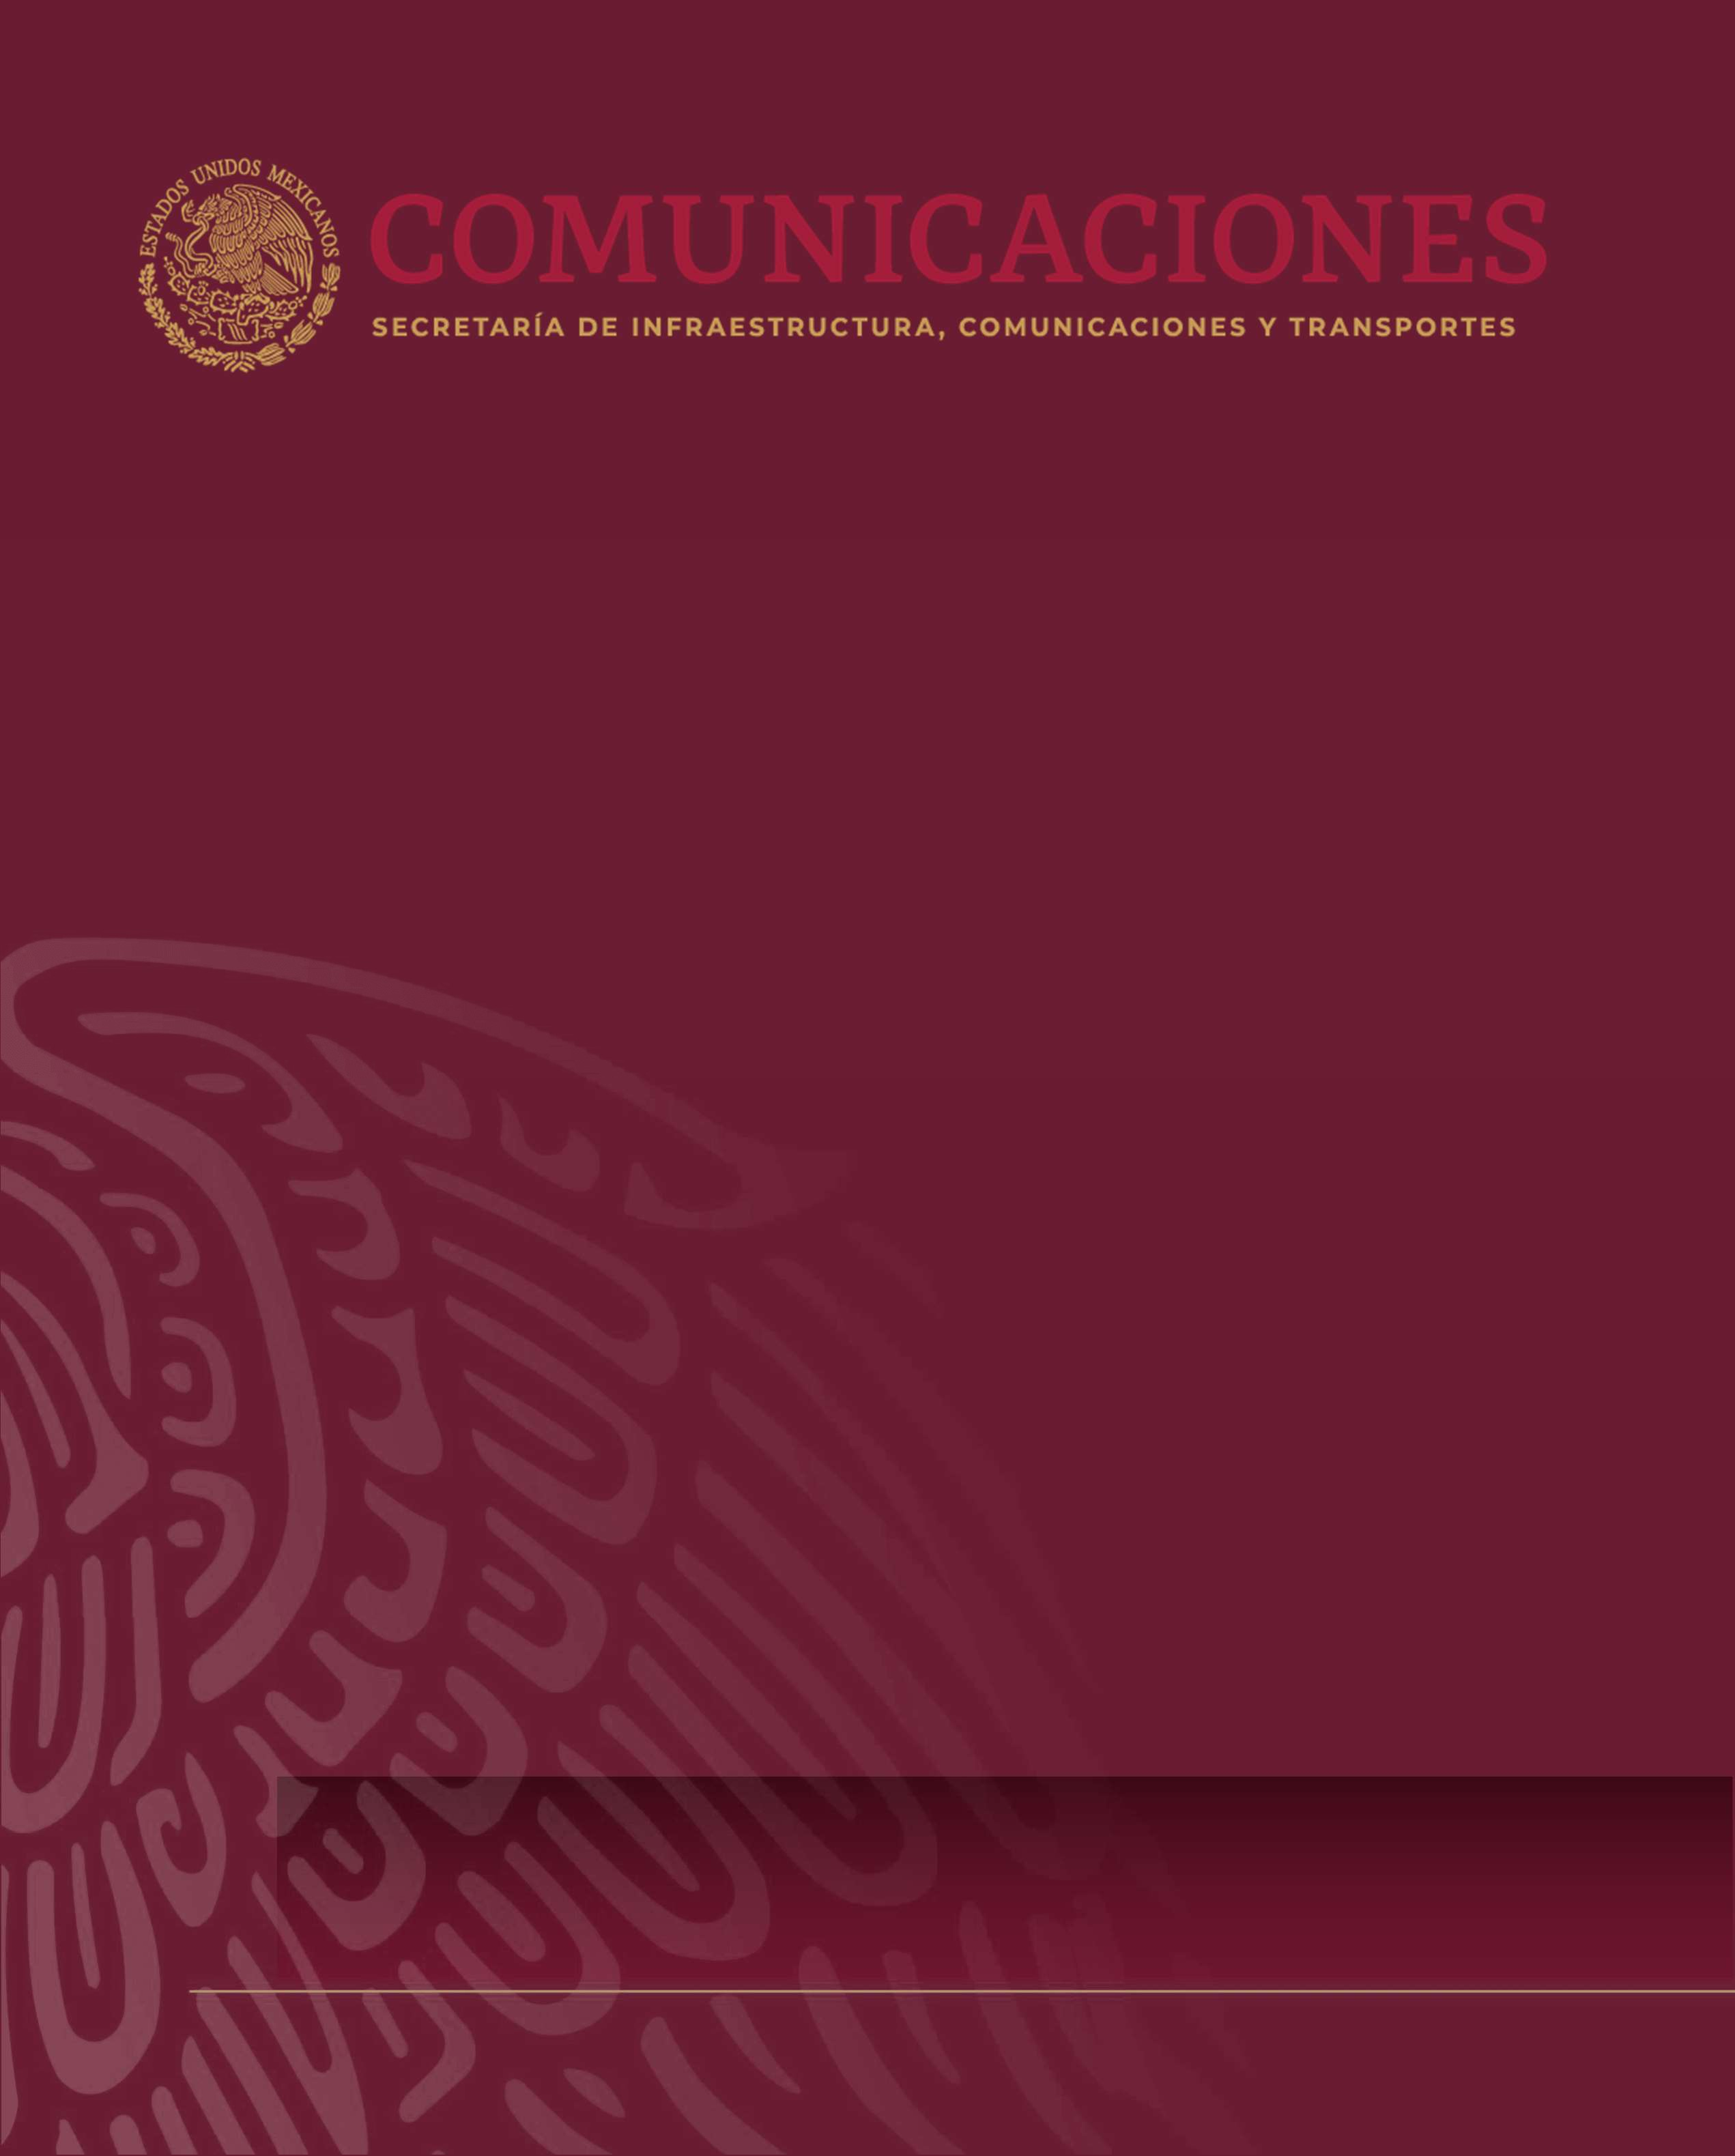 ESTADOS UNIDOS MEXICANOS
COMUNICACIONES
SECRETARÍA DE INFRAESTRUCTURA, COMUNICACIONES Y TRANSPORTES